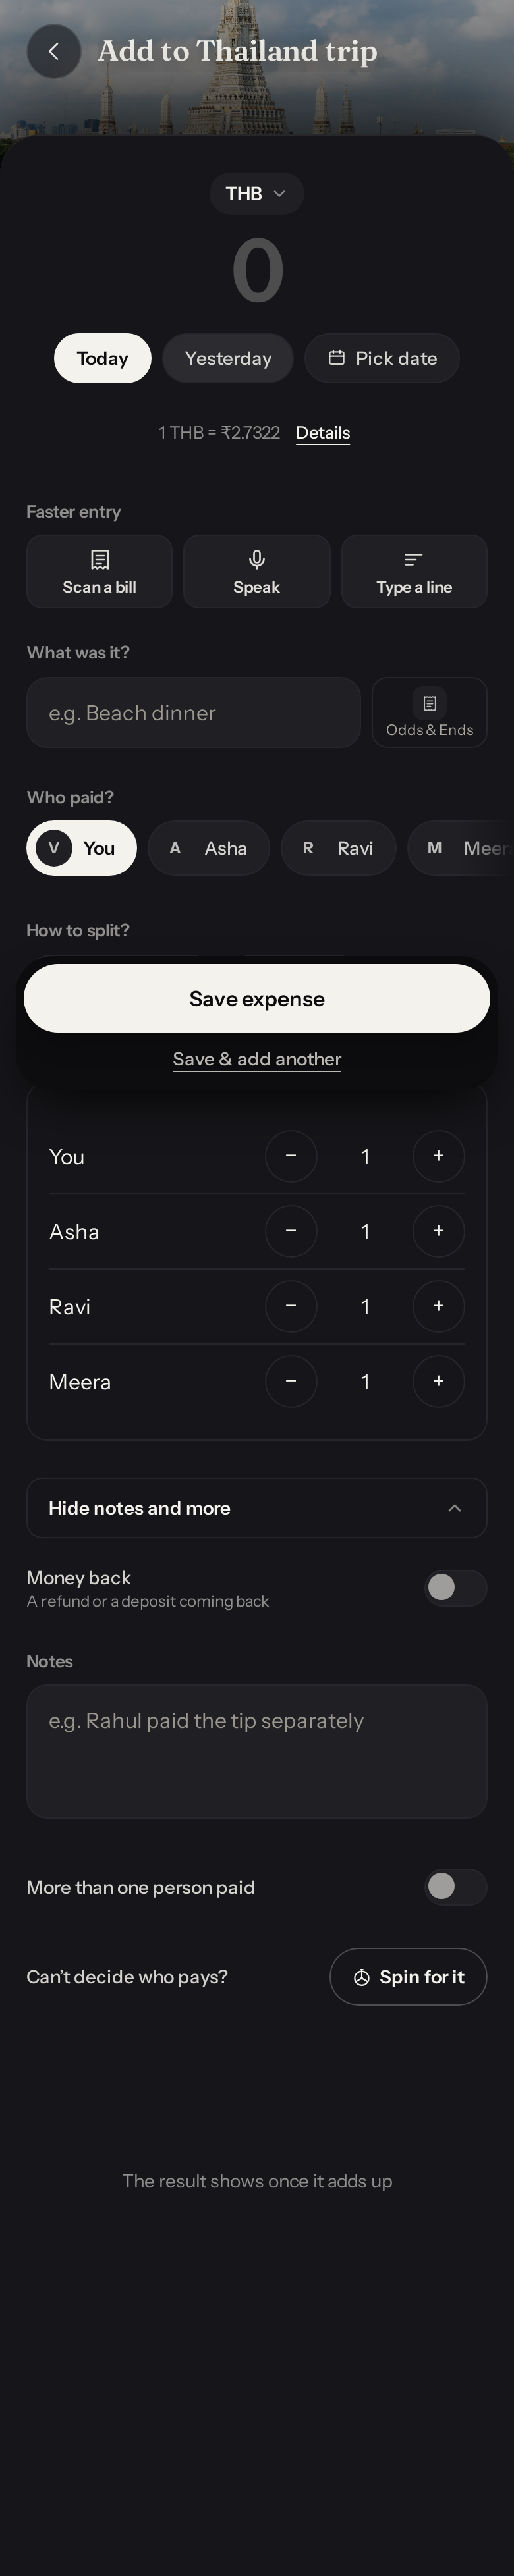 Add to Thailand trip
THB
0
Today Yesterday Pick date
1 THB = ₹2.7322 Details
Faster entry
Scan a bill Speak Type a line
What was it?
e.g. Beach dinner
Odds & Ends
Who paid?
V You A Asha R Ravi M Meer
How to split?
Save expense
Save & add another
You − 1 +
Asha − 1 +
Ravi − 1 +
Meera − 1 +
Hide notes and more
Money back
A refund or a deposit coming back
Notes
e.g. Rahul paid the tip separately
More than one person paid
Can’t decide who pays? Spin for it
The result shows once it adds up